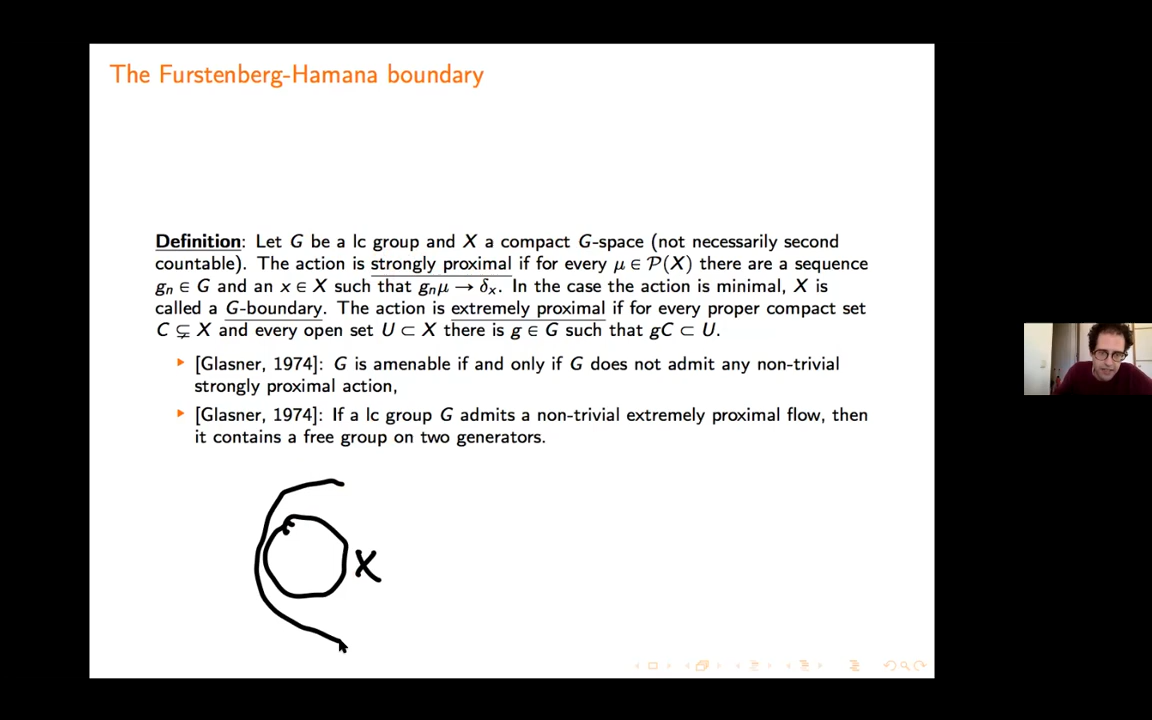 The Furstenberg-Hamana boundary
Definition: Let G be a lc group and X a compact G-space (not necessarily second
countable). The action is strongly proximal if for every μ ∈ 𝒫(X) there are a sequence
gₙ ∈ G and an x ∈ X such that gₙμ → δₓ. In the case the action is minimal, X is
called a G-boundary. The action is extremely proximal if for every proper compact set
C ⊊ X and every open set U ⊂ X there is g ∈ G such that gC ⊂ U.
[Glasner, 1974]: G is amenable if and only if G does not admit any non-trivial
strongly proximal action,
[Glasner, 1974]: If a lc group G admits a non-trivial extremely proximal flow, then
it contains a free group on two generators.
X